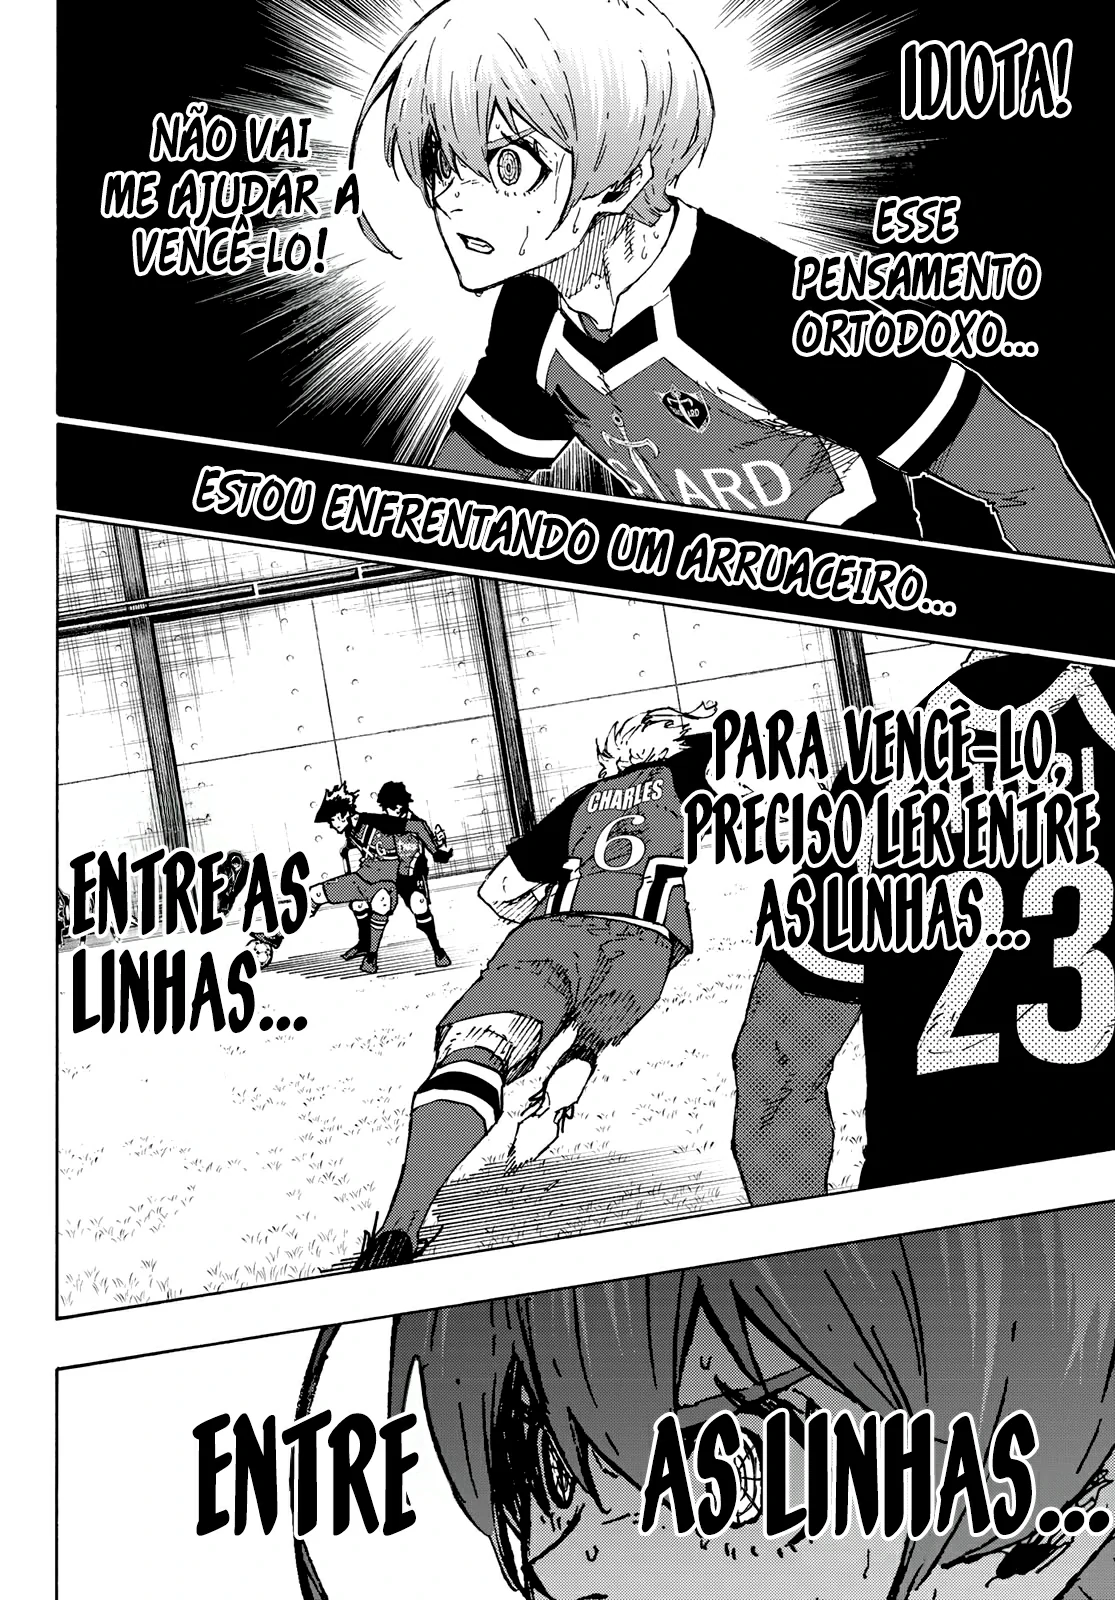 IDIOTA!
ESSE
PENSAMENTO
ORTODOXO...
NÃO VAI
ME AJUDAR A
VENCÊ-LO!
ARD
ESTOU ENFRENTANDO UM ARRUACEIRO...
PARA VENCÊ-LO,
PRECISO LER ENTRE
AS LINHAS...
CHARLES
6
23
ENTRE AS
LINHAS...
ENTRE AS LINHAS...